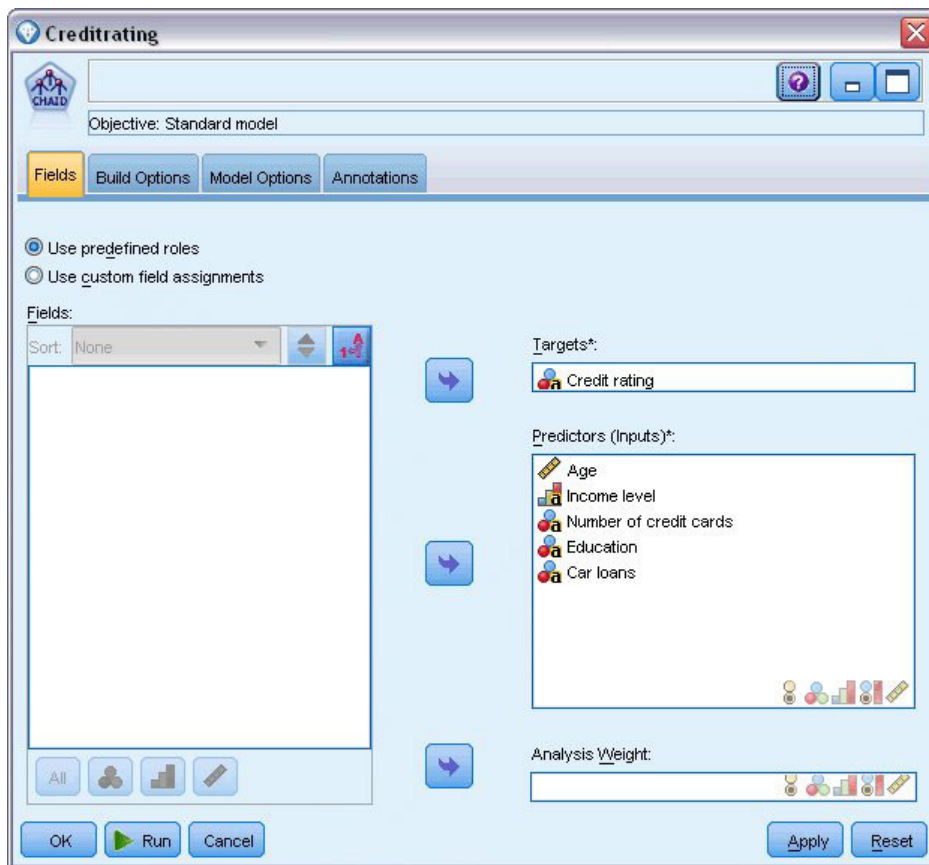 Creditrating
CHAID
Objective: Standard model
Fields Build Options Model Options Annotations
Use predefined roles
Use custom field assignments
Fields:
Sort: None
Targets*:
Credit rating
Predictors (Inputs)*:
Age
Income level
Number of credit cards
Education
Car loans
All
Analysis Weight:
OK Run Cancel Apply Reset